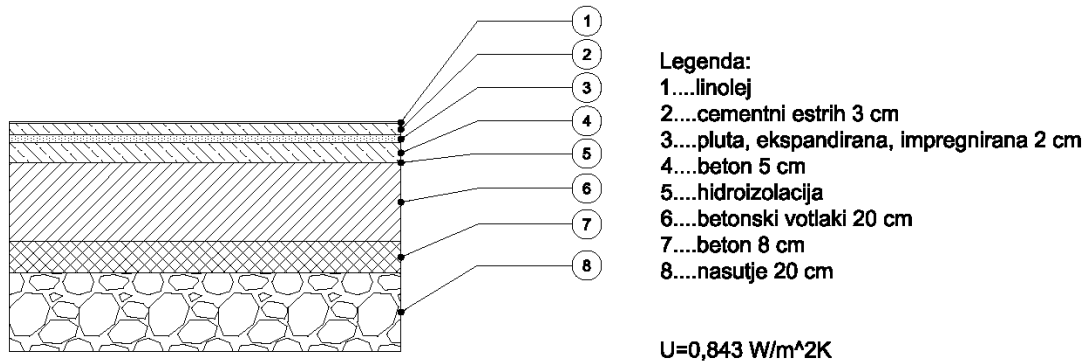 1
2
3
4
5
6
7
8
Legenda:
1....linolej
2....cementni estrih 3 cm
3....pluta, ekspandirana, impregnirana 2 cm
4....beton 5 cm
5....hidroizolacija
6....betonski votlaki 20 cm
7....beton 8 cm
8....nasutje 20 cm
U=0,843 W/m^2K